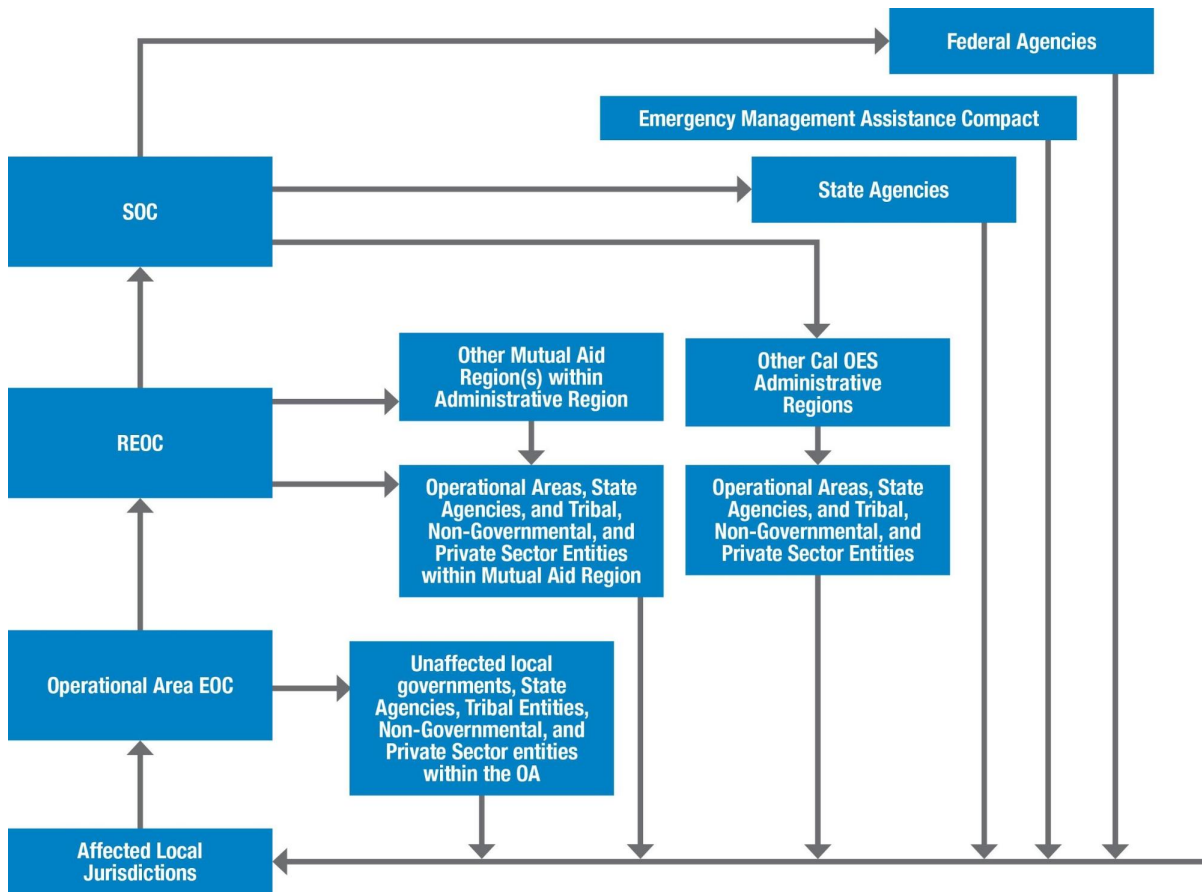 Federal Agencies
Emergency Management Assistance Compact
SOC
State Agencies
Other Mutual Aid
Region(s) within
Administrative Region
Other Cal OES
Administrative
Regions
REOC
Operational Areas, State
Agencies, and Tribal,
Non-Governmental, and
Private Sector Entities
within Mutual Aid Region
Operational Areas, State
Agencies, and Tribal,
Non-Governmental, and
Private Sector Entities
Operational Area EOC
Unaffected local
governments, State
Agencies, Tribal Entities,
Non-Governmental, and
Private Sector entities
within the OA
Affected Local
Jurisdictions